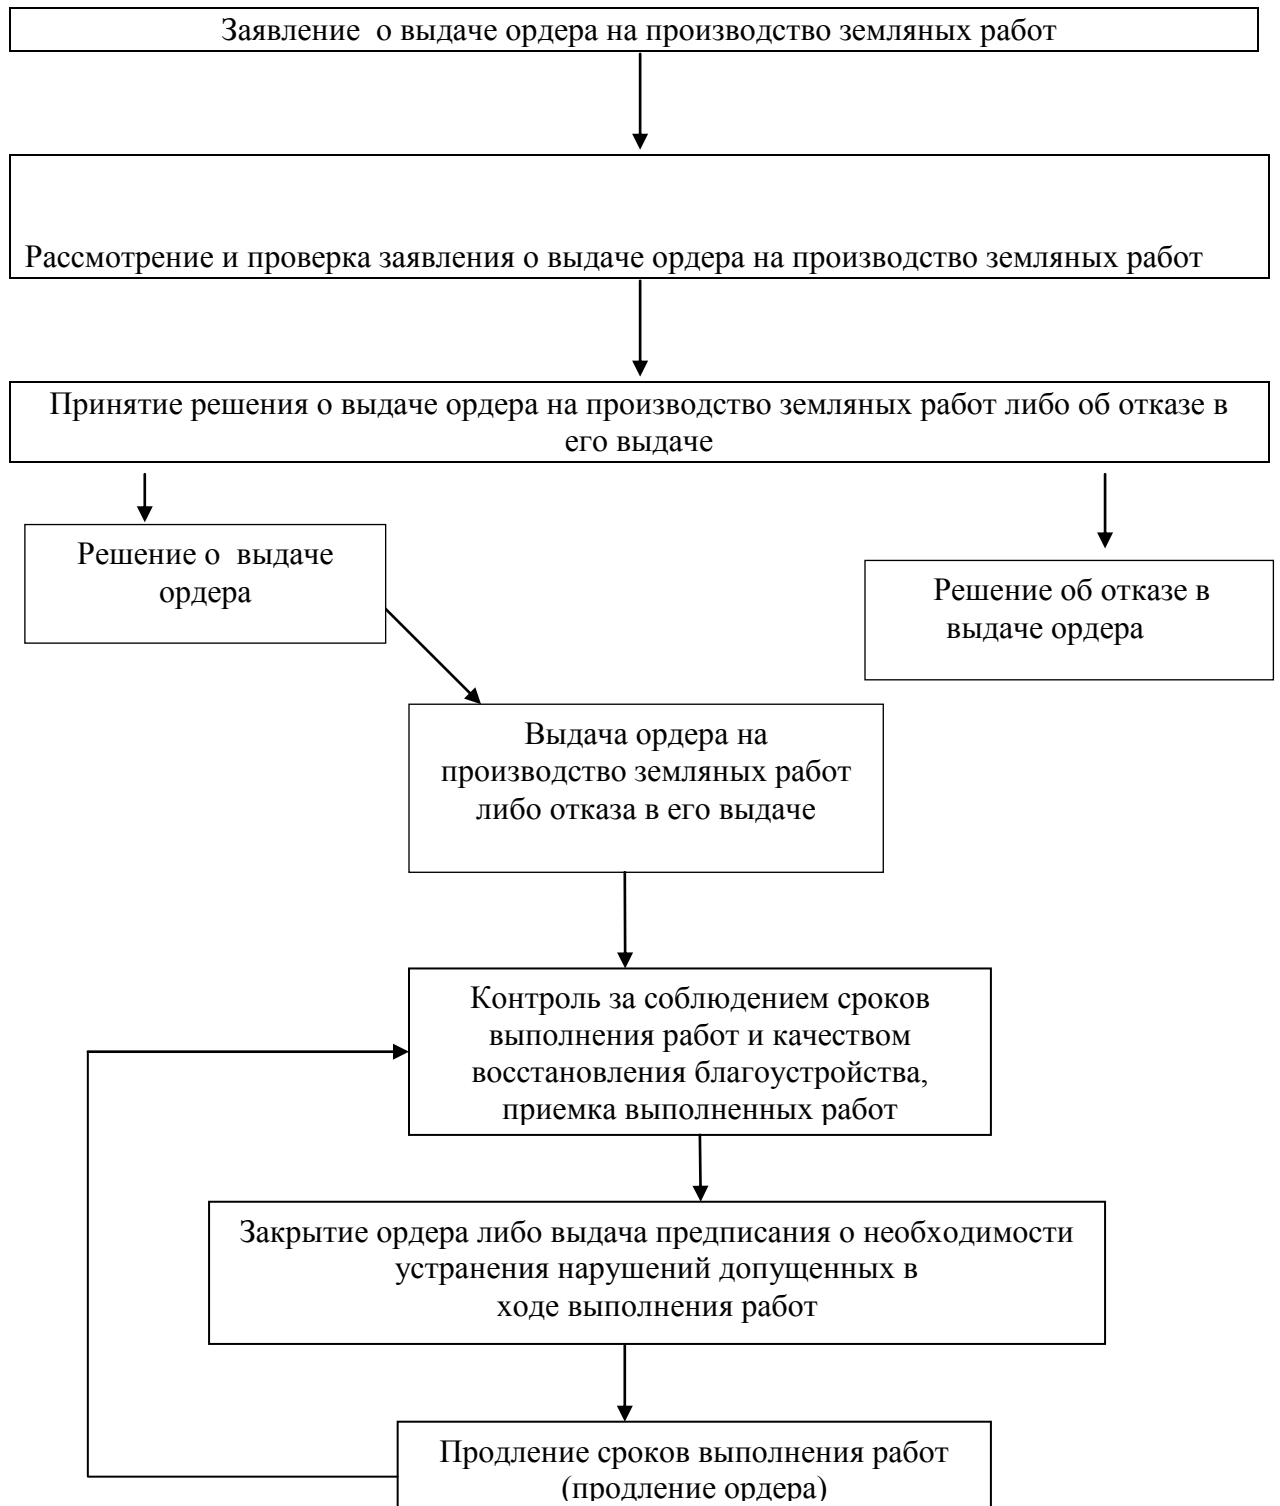 Заявление  о выдаче ордера на производство земляных работ
Рассмотрение и проверка заявления о выдаче ордера на производство земляных работ
Принятие решения о выдаче ордера на производство земляных работ либо об отказе в
его выдаче
Решение о  выдаче
ордера
Решение об отказе в
выдаче ордера
Выдача ордера на
производство земляных работ
либо отказа в его выдаче
Контроль за соблюдением сроков
выполнения работ и качеством
восстановления благоустройства,
приемка выполненных работ
Закрытие ордера либо выдача предписания о необходимости
устранения нарушений допущенных в
ходе выполнения работ
Продление сроков выполнения работ
(продление ордера)